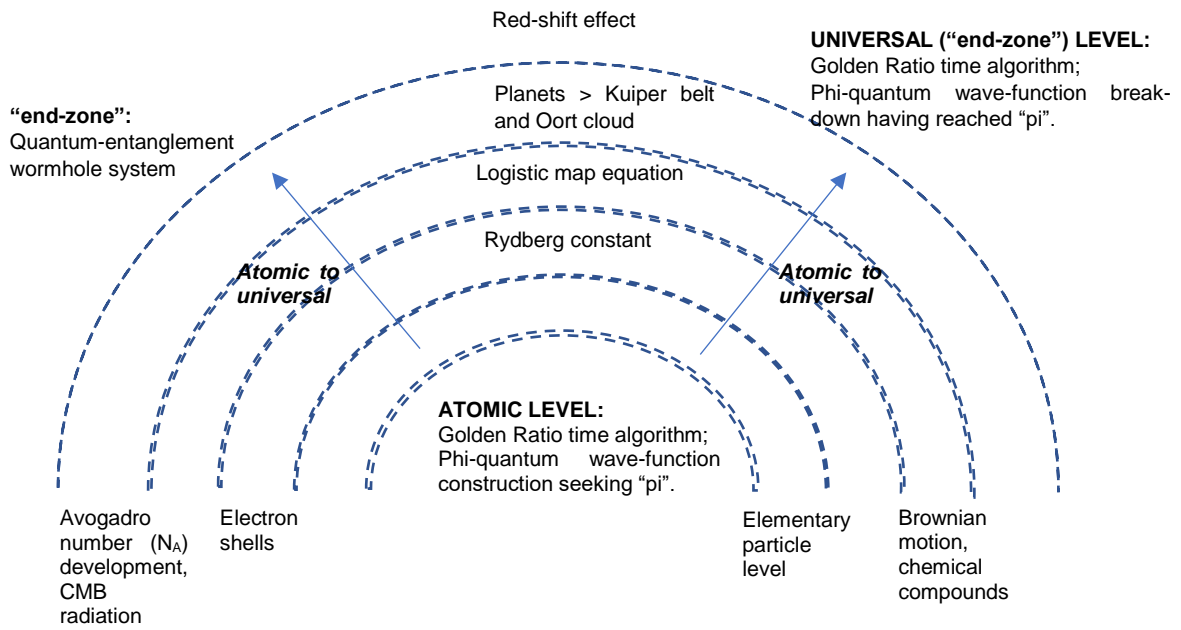 Red-shift effect
UNIVERSAL (“end-zone”) LEVEL:
Golden Ratio time algorithm;
Phi-quantum wave-function break-
down having reached “pi”.
“end-zone”:
Quantum-entanglement
wormhole system
Planets > Kuiper belt
and Oort cloud
Logistic map equation
Rydberg constant
Atomic to
universal
Atomic to
universal
ATOMIC LEVEL:
Golden Ratio time algorithm;
Phi-quantum wave-function
construction seeking “pi”.
Avogadro
number (NA)
development,
CMB
radiation
Electron
shells
Elementary
particle
level
Brownian
motion,
chemical
compounds